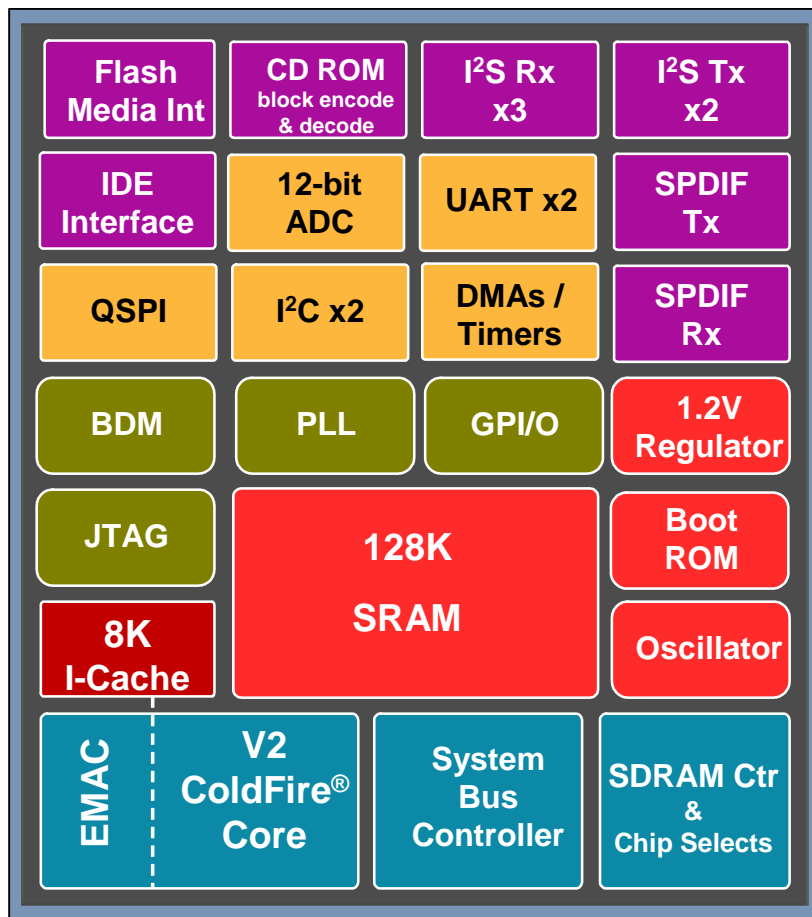 Flash
Media Int
CD ROM
block encode
& decode
I²S Rx
x3
I²S Tx
x2
IDE
Interface
12-bit
ADC
UART x2
SPDIF
Tx
QSPI
I²C x2
DMAs /
Timers
SPDIF
Rx
BDM
PLL
GPI/O
1.2V
Regulator
JTAG
128K
SRAM
Boot
ROM
8K
I-Cache
Oscillator
EMAC
V2
ColdFire®
Core
System
Bus
Controller
SDRAM Ctr
&
Chip Selects